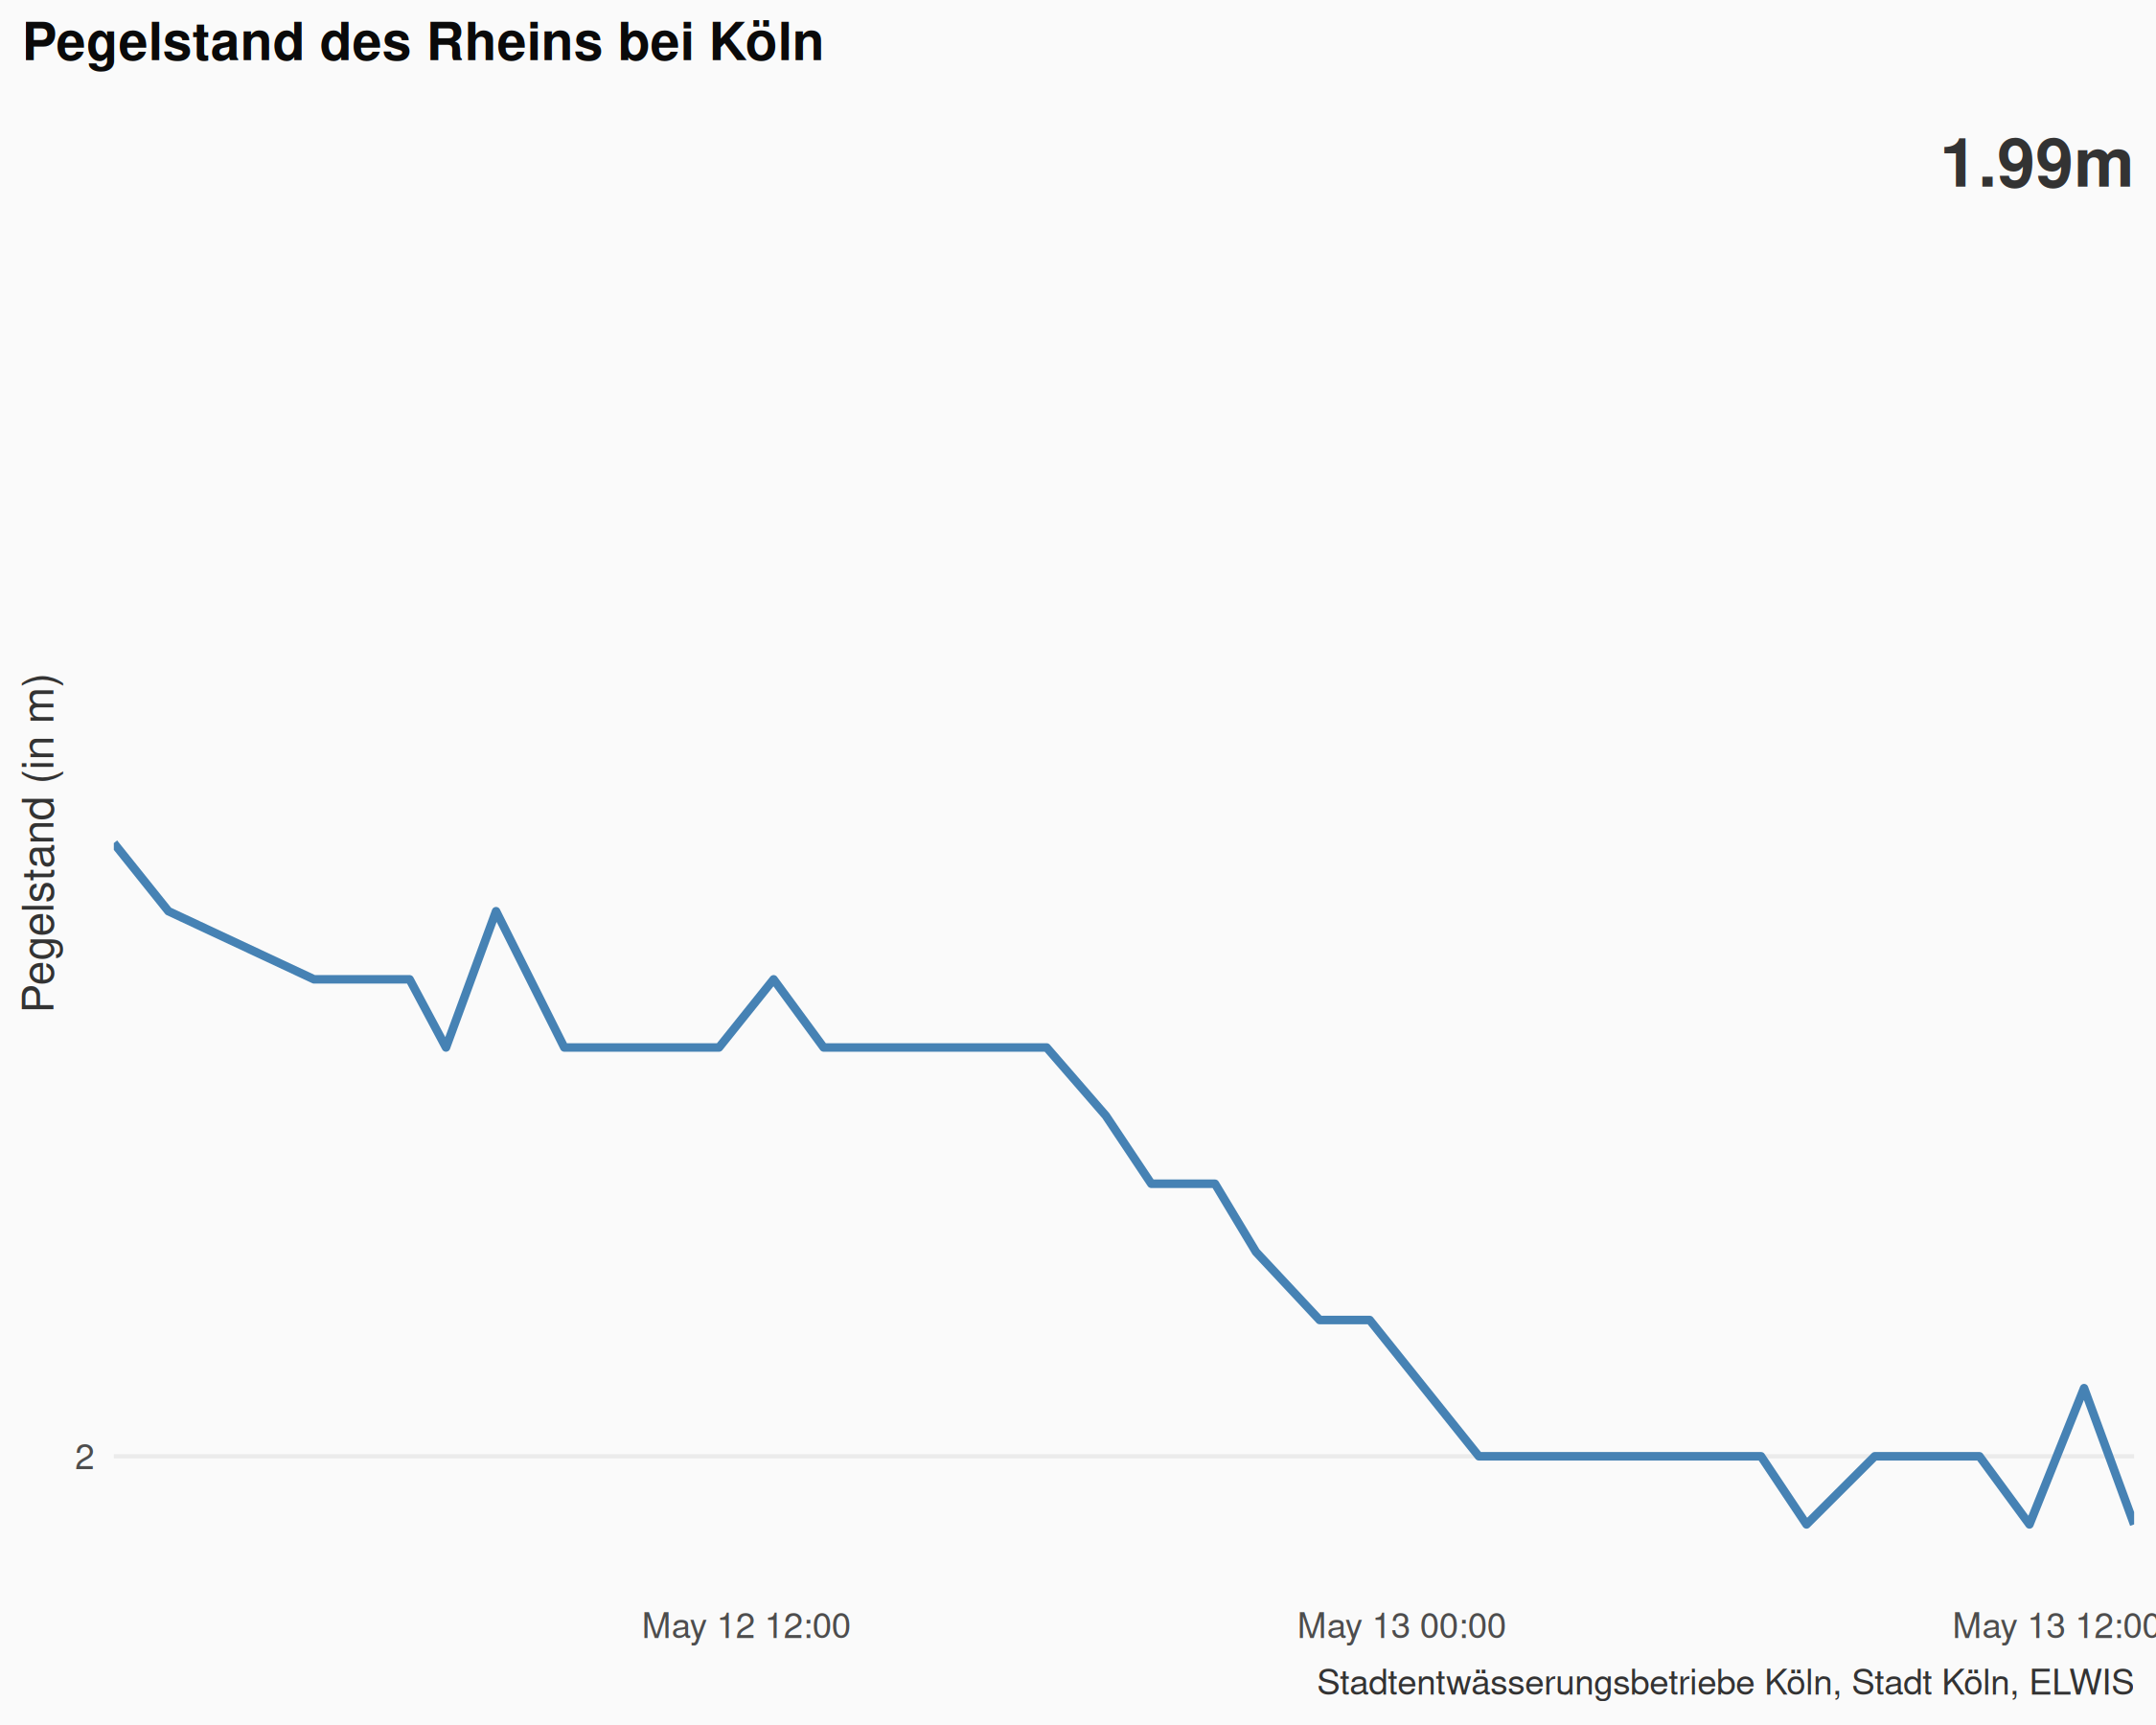 Pegelstand des Rheins bei Köln
1.99m
Pegelstand (in m)
2
May 12 12:00
May 13 00:00
May 13 12:00
Stadtentwässerungsbetriebe Köln, Stadt Köln, ELWIS